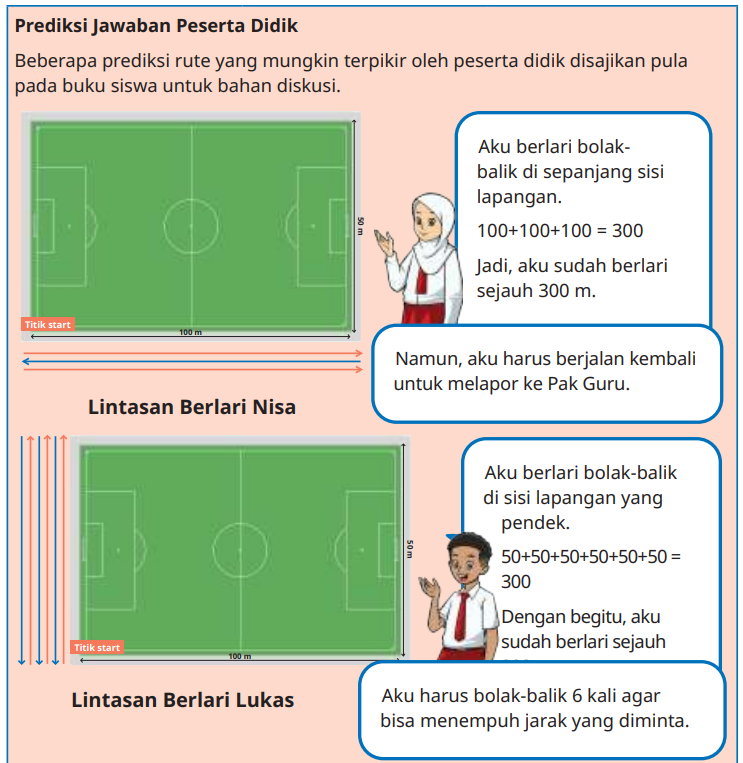 Prediksi Jawaban Peserta Didik
Beberapa prediksi rute yang mungkin terpikir oleh peserta didik disajikan pula
pada buku siswa untuk bahan diskusi.
50 m
Titik start
100 m
Lintasan Berlari Nisa
Aku berlari bolak-
balik di sepanjang sisi
lapangan.
100+100+100 = 300
Jadi, aku sudah berlari
sejauh 300 m.
Namun, aku harus berjalan kembali
untuk melapor ke Pak Guru.
50 m
Titik start
100 m
Lintasan Berlari Lukas
Aku berlari bolak-balik
di sisi lapangan yang
pendek.
50+50+50+50+50+50 =
300
Dengan begitu, aku
sudah berlari sejauh
Aku harus bolak-balik 6 kali agar
bisa menempuh jarak yang diminta.